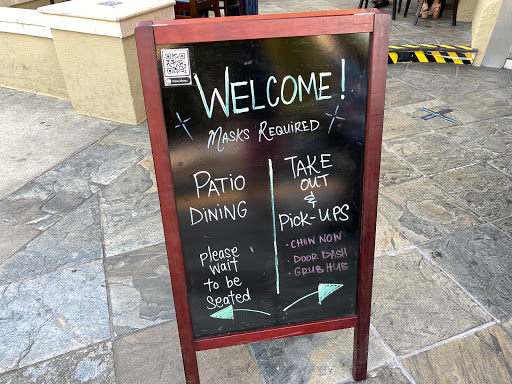 WELCOME!
MASKS REQUIRED
PATIO
DINING
please
wait
to be
seated
TAKE
OUT
&
PICK-UPS
· CHOW NOW
· DOOR DASH
· GRUB HUB